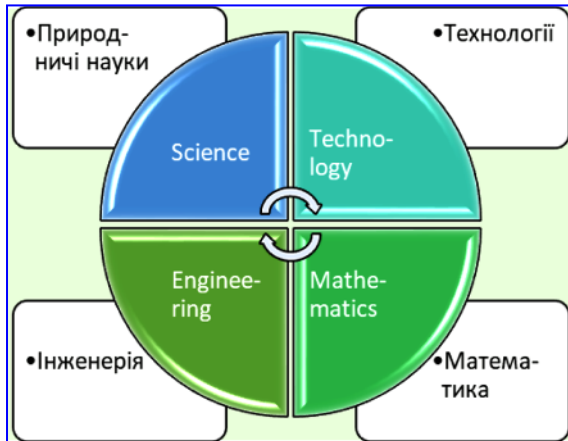 •Природ-
ничі науки
•Технології
Science
Techno-
logy
Enginee-
ring
Mathe-
matics
•Інженерія
•Матема-
тика